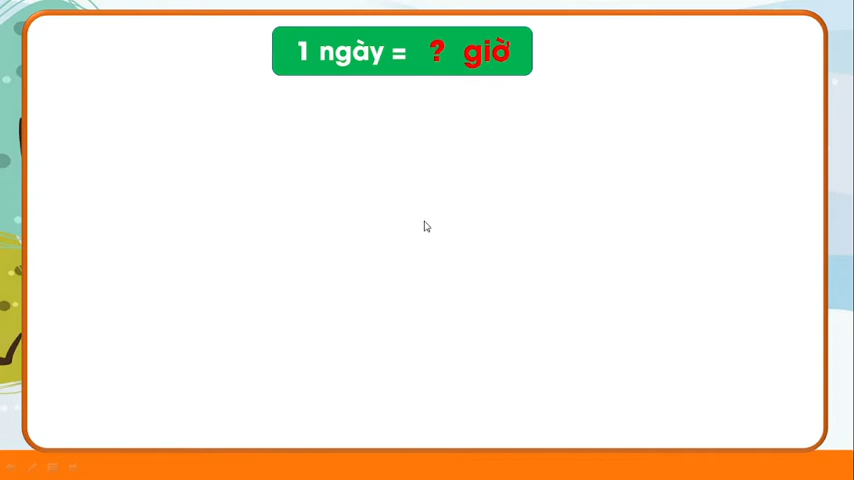 1 ngày = ? giờ